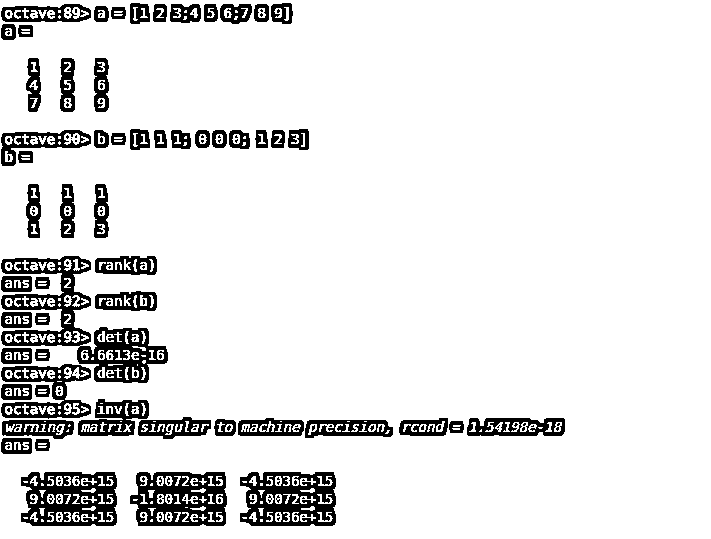 octave:89> a = [1 2 3;4 5 6;7 8 9]
a =
1 2 3
4 5 6
7 8 9
octave:90> b = [1 1 1; 0 0 0; 1 2 3]
b =
1 1 1
0 0 0
1 2 3
octave:91> rank(a)
ans = 2
octave:92> rank(b)
ans = 2
octave:93> det(a)
ans = 6.6613e-16
octave:94> det(b)
ans = 0
octave:95> inv(a)
warning: matrix singular to machine precision, rcond = 1.54198e-18
ans =
-4.5036e+15 9.0072e+15 -4.5036e+15
9.0072e+15 -1.8014e+16 9.0072e+15
-4.5036e+15 9.0072e+15 -4.5036e+15